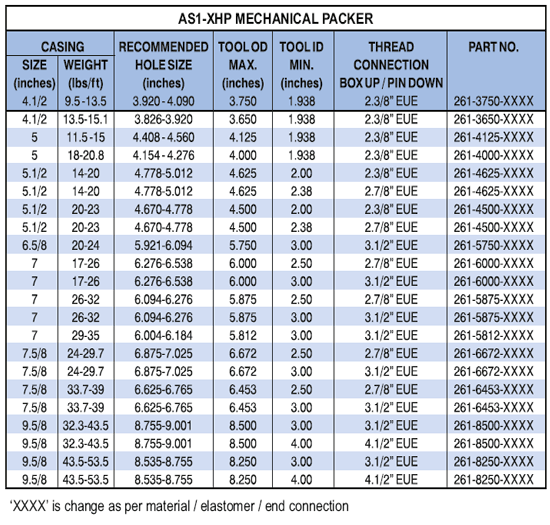 AS1-XHP MECHANICAL PACKER
CASING RECOMMENDED TOOL OD TOOL ID THREAD PART NO.
SIZE WEIGHT HOLE SIZE MAX. MIN. CONNECTION
(inches) (lbs/ft) (inches) (inches) (inches) BOX UP / PIN DOWN
4.1/2 9.5-13.5 3.920-4.090 3.750 1.938 2.3/8" EUE 261-3750-XXXX
4.1/2 13.5-15.1 3.826-3.920 3.650 1.938 2.3/8" EUE 261-3650-XXXX
5 11.5-15 4.408-4.560 4.125 1.938 2.3/8" EUE 261-4125-XXXX
5 18-20.8 4.154-4.276 4.000 1.938 2.3/8" EUE 261-4000-XXXX
5.1/2 14-20 4.778-5.012 4.625 2.00 2.3/8" EUE 261-4625-XXXX
5.1/2 14-20 4.778-5.012 4.625 2.38 2.7/8" EUE 261-4625-XXXX
5.1/2 20-23 4.670-4.778 4.500 2.00 2.3/8" EUE 261-4500-XXXX
5.1/2 20-23 4.670-4.778 4.500 2.38 2.7/8" EUE 261-4500-XXXX
6.5/8 20-24 5.921-6.094 5.750 3.00 3.1/2" EUE 261-5750-XXXX
7 17-26 6.276-6.538 6.000 2.50 2.7/8" EUE 261-6000-XXXX
7 17-26 6.276-6.538 6.000 3.00 3.1/2" EUE 261-6000-XXXX
7 26-32 6.094-6.276 5.875 2.50 2.7/8" EUE 261-5875-XXXX
7 26-32 6.094-6.276 5.875 3.00 3.1/2" EUE 261-5875-XXXX
7 29-35 6.004-6.184 5.812 3.00 3.1/2" EUE 261-5812-XXXX
7.5/8 24-29.7 6.875-7.025 6.672 2.50 2.7/8" EUE 261-6672-XXXX
7.5/8 24-29.7 6.875-7.025 6.672 3.00 3.1/2" EUE 261-6672-XXXX
7.5/8 33.7-39 6.625-6.765 6.453 2.50 2.7/8" EUE 261-6453-XXXX
7.5/8 33.7-39 6.625-6.765 6.453 3.00 3.1/2" EUE 261-6453-XXXX
9.5/8 32.3-43.5 8.755-9.001 8.500 3.00 3.1/2" EUE 261-8500-XXXX
9.5/8 32.3-43.5 8.755-9.001 8.500 4.00 4.1/2" EUE 261-8500-XXXX
9.5/8 43.5-53.5 8.535-8.755 8.250 3.00 3.1/2" EUE 261-8250-XXXX
9.5/8 43.5-53.5 8.535-8.755 8.250 4.00 4.1/2" EUE 261-8250-XXXX
'XXXX' is change as per material / elastomer / end connection